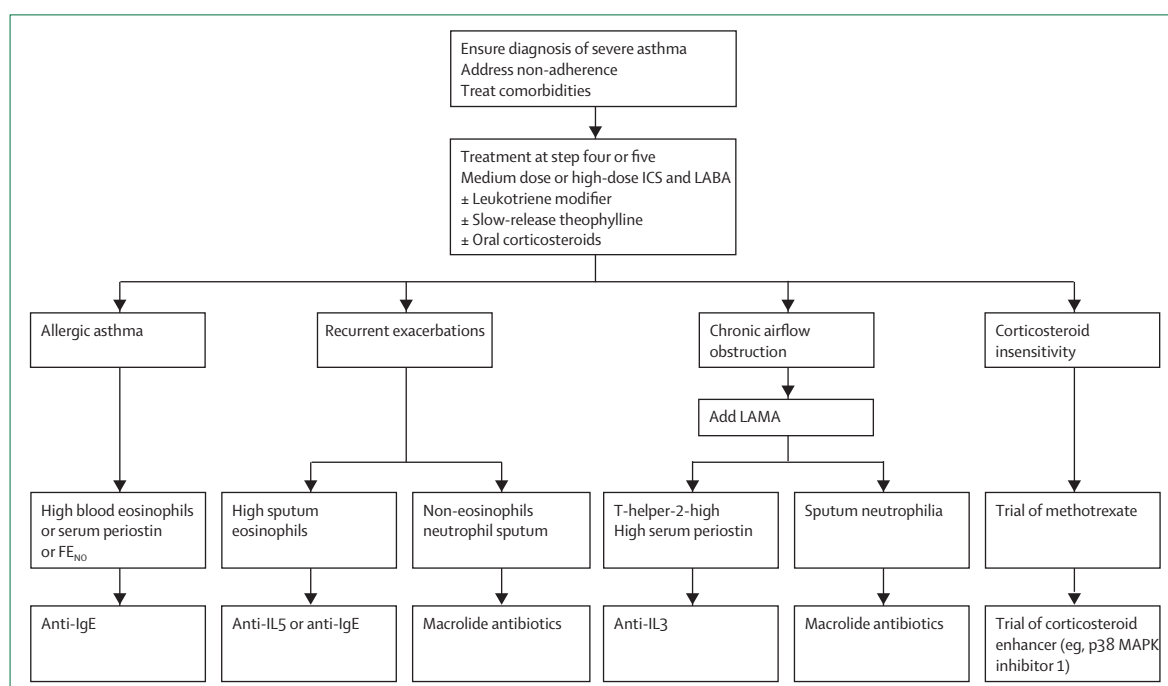 Ensure diagnosis of severe asthma
Address non-adherence
Treat comorbidities
Treatment at step four or five
Medium dose or high-dose ICS and LABA
± Leukotriene modifier
± Slow-release theophylline
± Oral corticosteroids
Allergic asthma
Recurrent exacerbations
Chronic airflow
obstruction
Corticosteroid
insensitivity
Add LAMA
High blood eosinophils
or serum periostin
or FENO
High sputum
eosinophils
Non-eosinophils
neutrophil sputum
T-helper-2-high
High serum periostin
Sputum neutrophilia
Trial of methotrexate
Anti-IgE
Anti-IL5 or anti-IgE
Macrolide antibiotics
Anti-IL3
Macrolide antibiotics
Trial of corticosteroid
enhancer (eg, p38 MAPK
inhibitor 1)